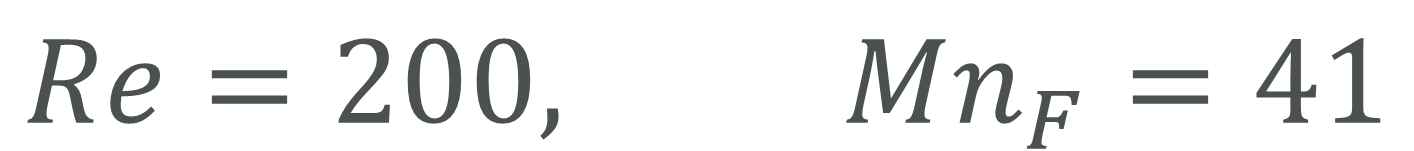 Re = 200, Mn_F = 41